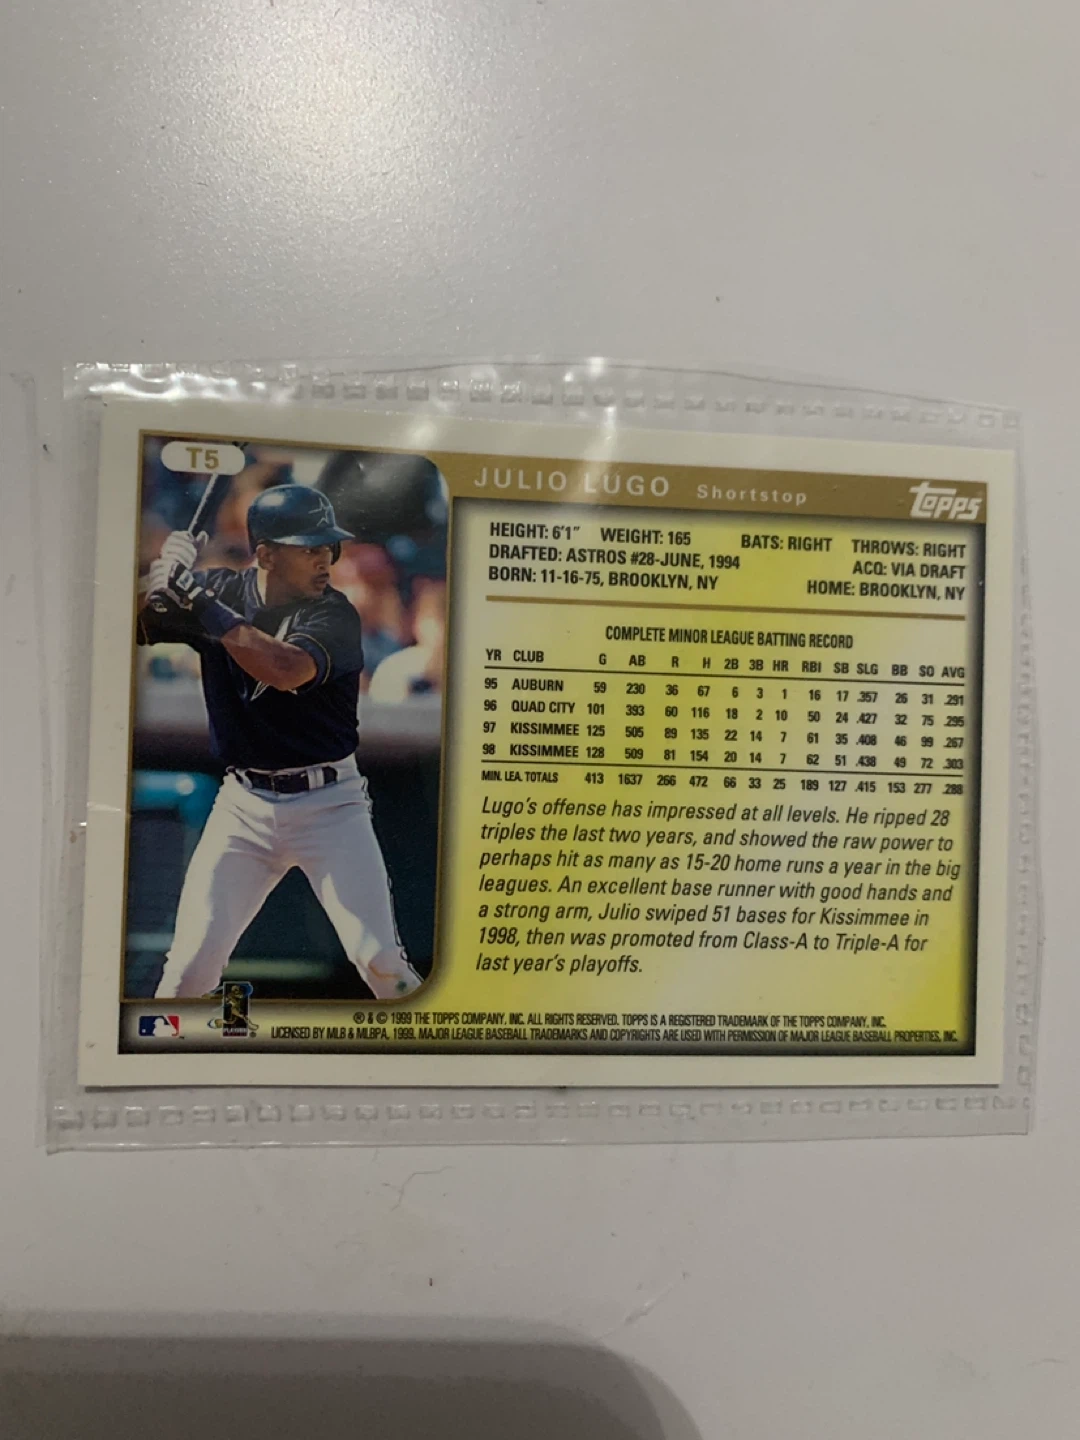 T5
JULIO LUGO Shortstop
Topps
HEIGHT: 6'1" WEIGHT: 165 BATS: RIGHT THROWS: RIGHT
DRAFTED: ASTROS #28-JUNE, 1994 ACQ: VIA DRAFT
BORN: 11-16-75, BROOKLYN, NY HOME: BROOKLYN, NY
COMPLETE MINOR LEAGUE BATTING RECORD
YR CLUB G AB R H 2B 3B HR RBI SB SLG BB SO AVG
95 AUBURN 59 230 36 67 6 3 1 16 17 .357 26 31 .291
96 QUAD CITY 101 393 60 116 18 2 10 50 24 .427 32 75 .295
97 KISSIMMEE 125 505 89 135 22 14 7 61 35 .408 46 99 .267
98 KISSIMMEE 128 509 81 154 20 14 7 62 51 .438 49 72 .303
MIN. LEA. TOTALS 413 1637 266 472 66 33 25 189 127 .415 153 277 .288
Lugo's offense has impressed at all levels. He ripped 28
triples the last two years, and showed the raw power to
perhaps hit as many as 15-20 home runs a year in the big
leagues. An excellent base runner with good hands and
a strong arm, Julio swiped 51 bases for Kissimmee in
1998, then was promoted from Class-A to Triple-A for
last year's playoffs.
® & © 1999 THE TOPPS COMPANY, INC. ALL RIGHTS RESERVED. TOPPS IS A REGISTERED TRADEMARK OF THE TOPPS COMPANY, INC.
LICENSED BY MLB & MLBPA, 1999. MAJOR LEAGUE BASEBALL TRADEMARKS AND COPYRIGHTS ARE USED WITH PERMISSION OF MAJOR LEAGUE BASEBALL PROPERTIES, INC.